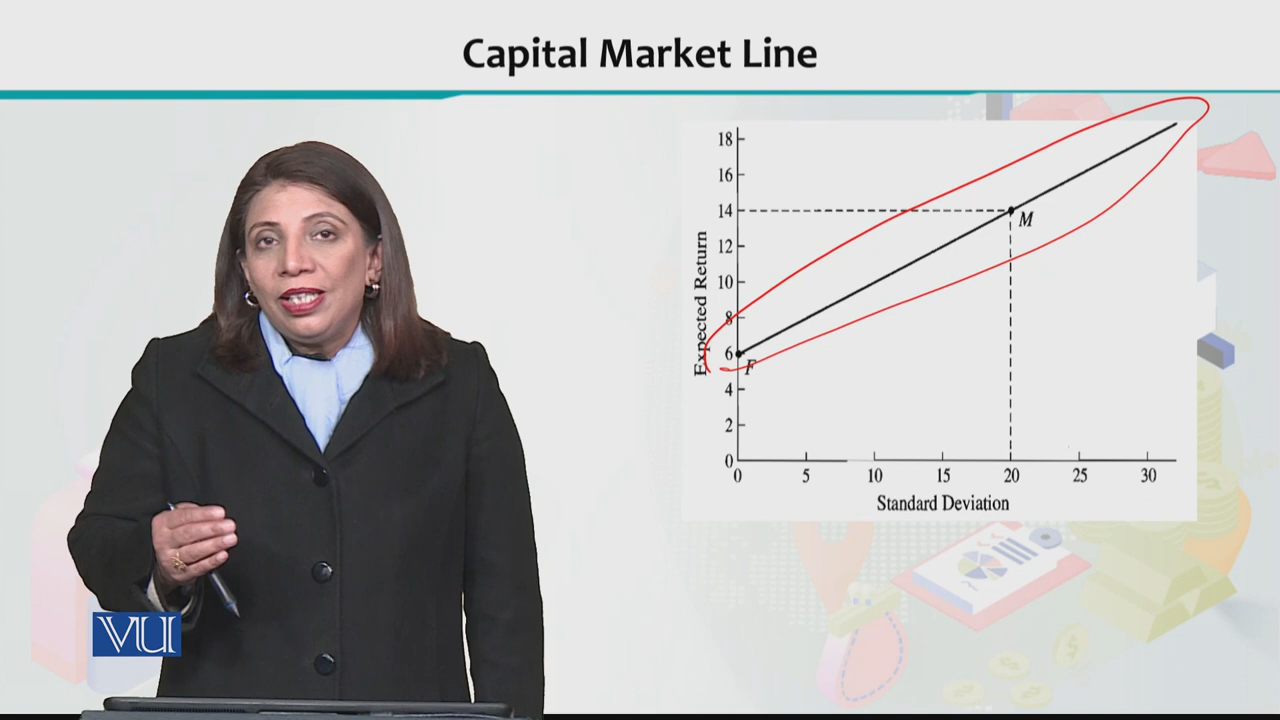 Capital Market Line
Expected Return
18
16
14
12
10
8
6
4
2
0
M
F
0 5 10 15 20 25 30
Standard Deviation
VU